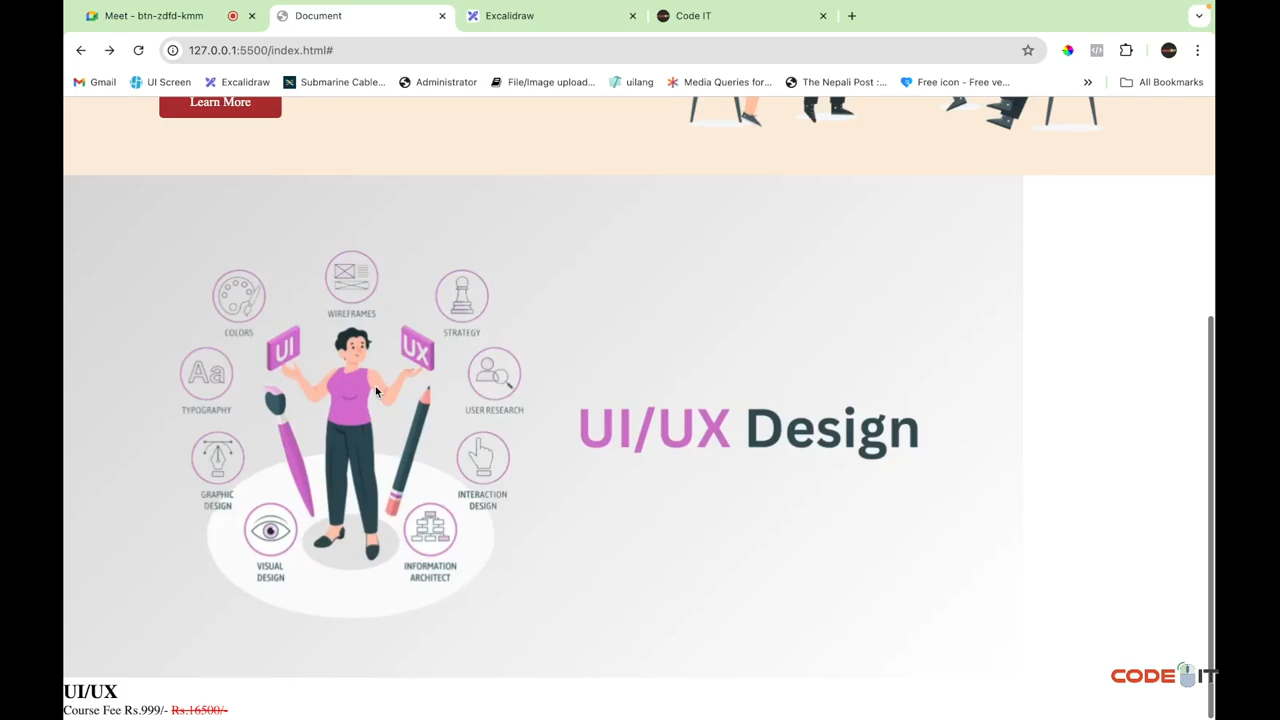 Meet - btn-zdfd-kmm
Document
Excalidraw
Code IT
127.0.0.1:5500/index.html#
Gmail
UI Screen
Excalidraw
Submarine Cable...
Administrator
File/Image upload...
uilang
Media Queries for...
The Nepali Post :...
Free icon - Free ve...
»
All Bookmarks
Learn More
WIREFRAMES
COLORS
STRATEGY
UI
UX
Aa
TYPOGRAPHY
USER RESEARCH
UI/UX Design
GRAPHIC
DESIGN
INTERACTION
DESIGN
VISUAL
DESIGN
INFORMATION
ARCHITECT
CODE IT
UI/UX
Course Fee Rs.999/- Rs.16500/-